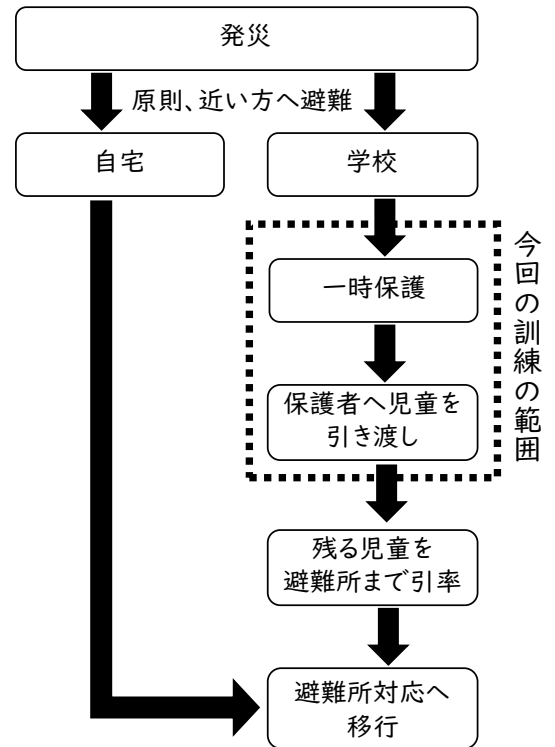 発災
原則、近い方へ避難
自宅
学校
一時保護
保護者へ児童を
引き渡し
今回の訓練の範囲
残る児童を
避難所まで引率
避難所対応へ
移行